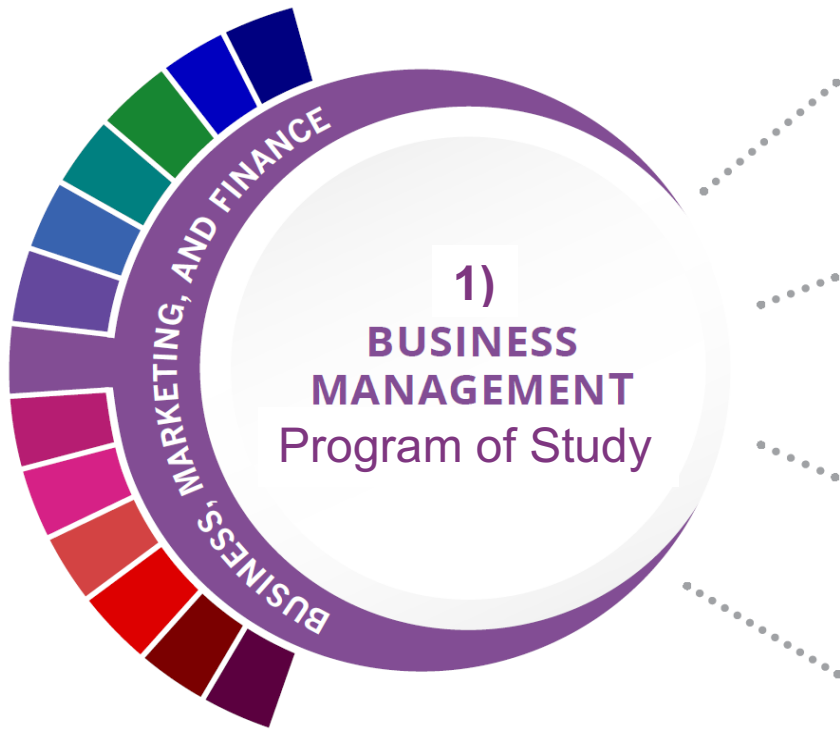 BUSINESS, MARKETING, AND FINANCE
1)
BUSINESS
MANAGEMENT
Program of Study